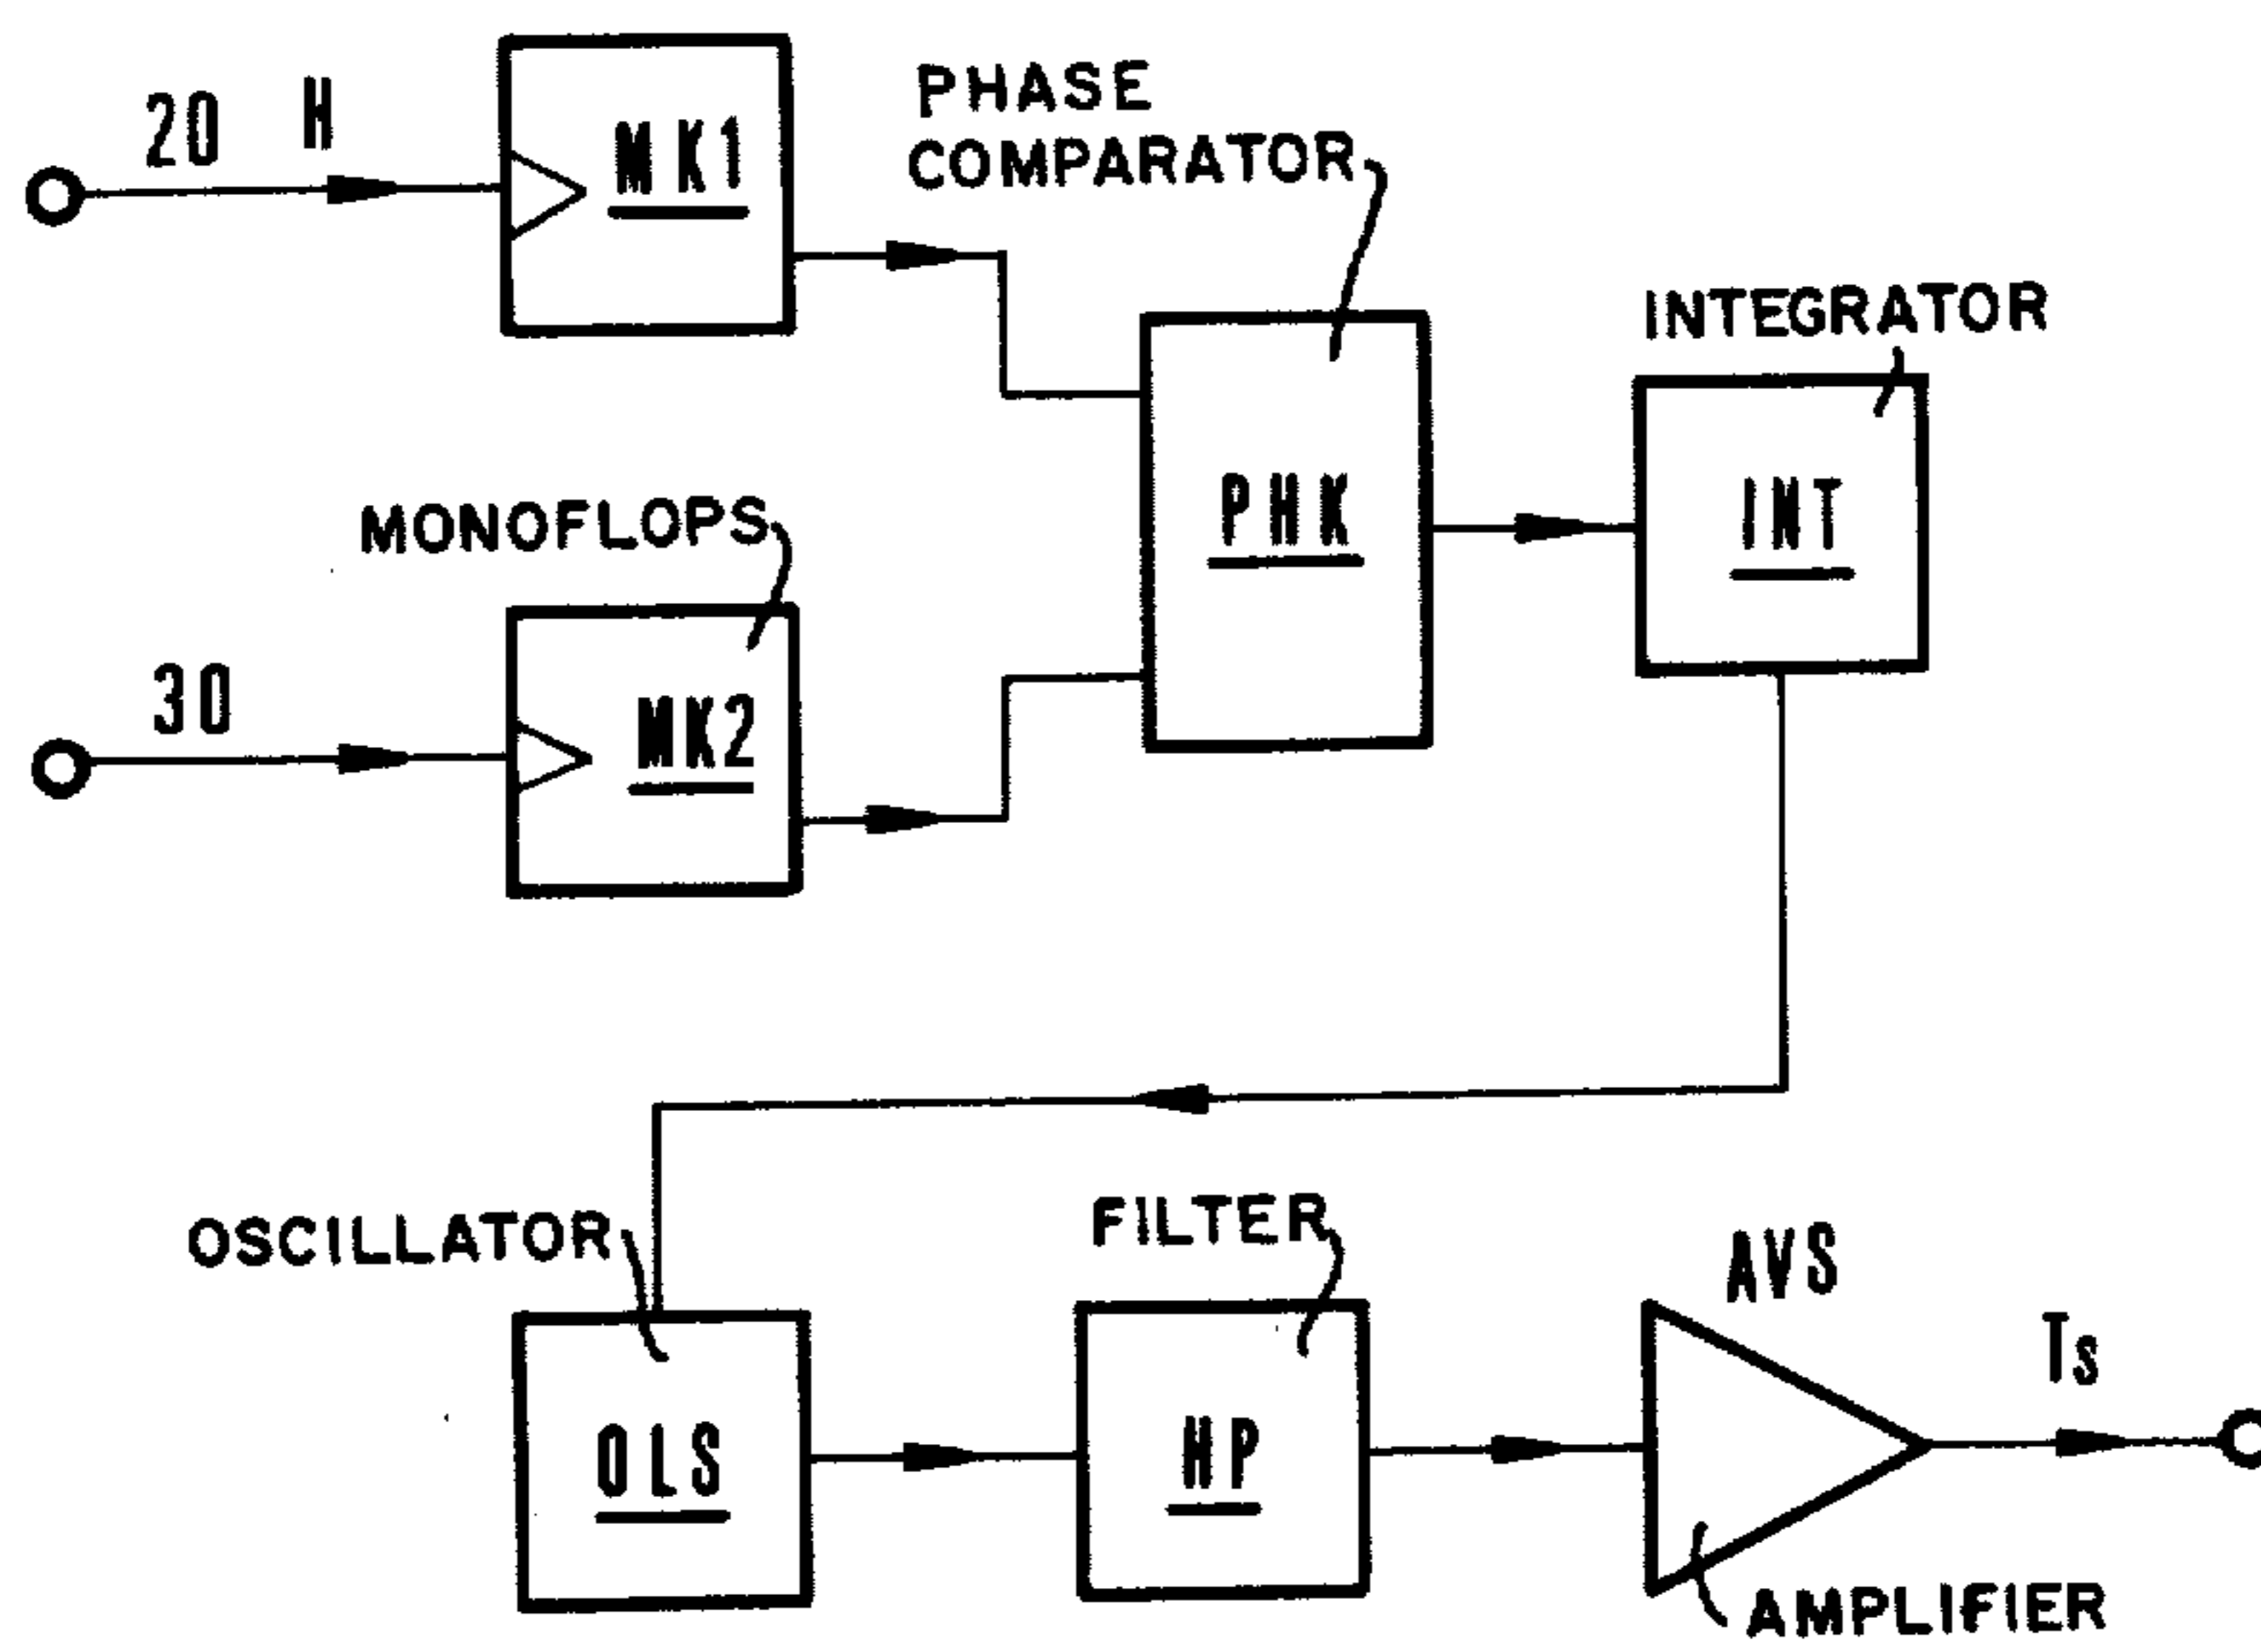 20 H
MK1
PHASE
COMPARATOR
INTEGRATOR
MONOFLOPS
PHK
INT
30
MK2
OSCILLATOR
FILTER
AVS
Ts
OLS
HP
AMPLIFIER